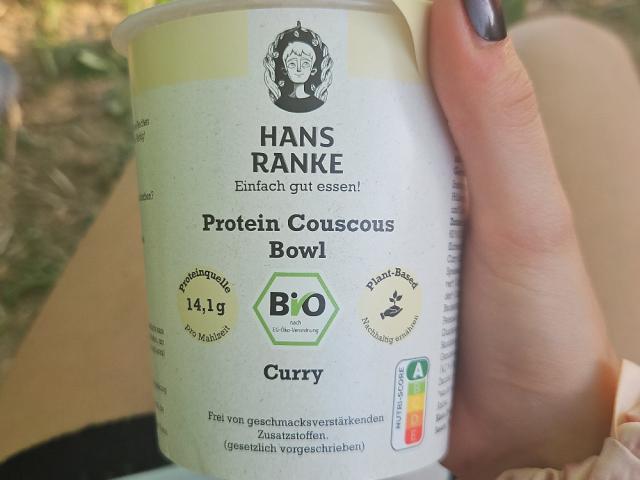 HANS
RANKE
Einfach gut essen!
Protein Couscous
Bowl
Proteinquelle
14,1g
pro Mahlzeit
BiO
nach
EG-Öko-Verordnung
Plant-Based
Nachhaltig ernähren
Curry
NUTRI-SCORE
A
B
C
D
E
Frei von geschmacksverstärkenden
Zusatzstoffen.
(gesetzlich vorgeschrieben)